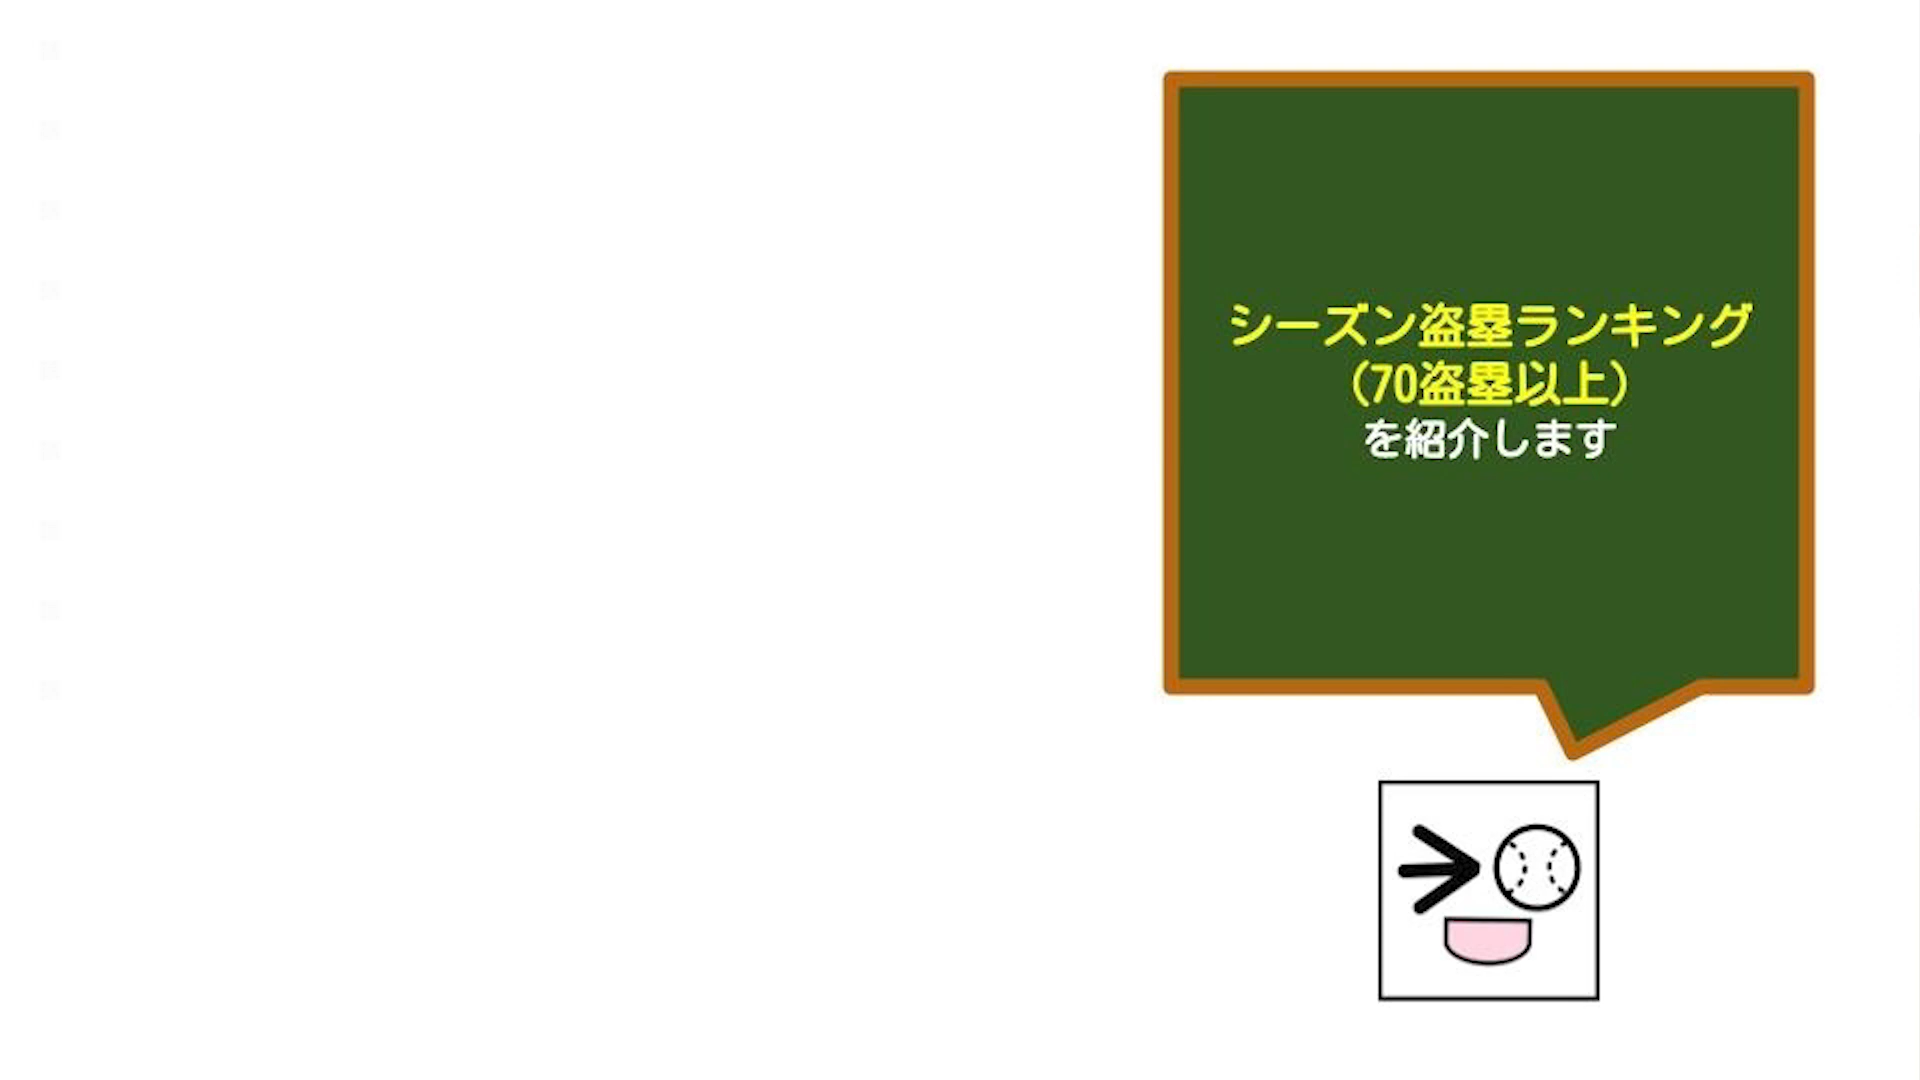 シーズン盗塁ランキング
（70盗塁以上）
を紹介します